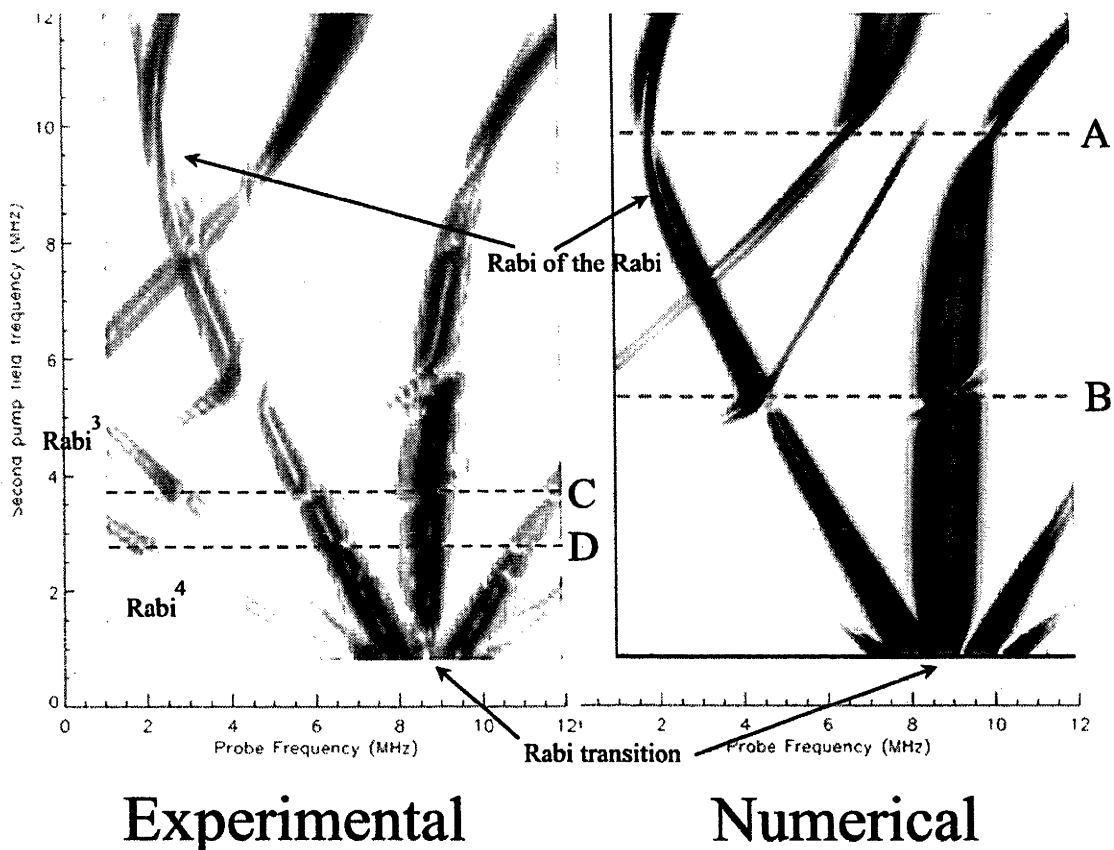 12
10
8
6
4
2
0
Second pump field frequency (MHz)
Rabi of the Rabi
Rabi3
Rabi4
A
B
C
D
0 2 4 6 8 10 12
Probe Frequency (MHz)
2 4 6 8 10 12
Probe Frequency (MHz)
Rabi transition
Experimental
Numerical